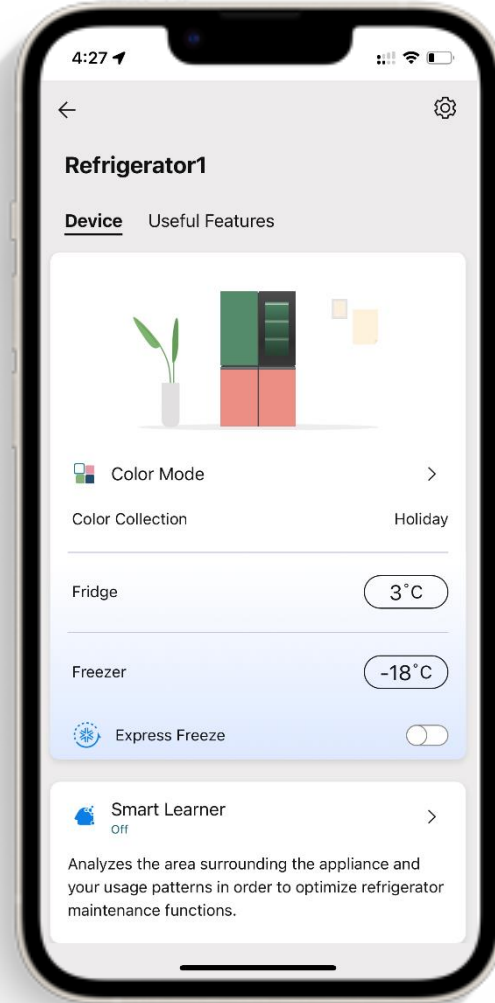 4:27
Refrigerator1
Device Useful Features
Color Mode
Color Collection Holiday
Fridge 3°C
Freezer -18°C
Express Freeze
Smart Learner
Off
Analyzes the area surrounding the appliance and
your usage patterns in order to optimize refrigerator
maintenance functions.